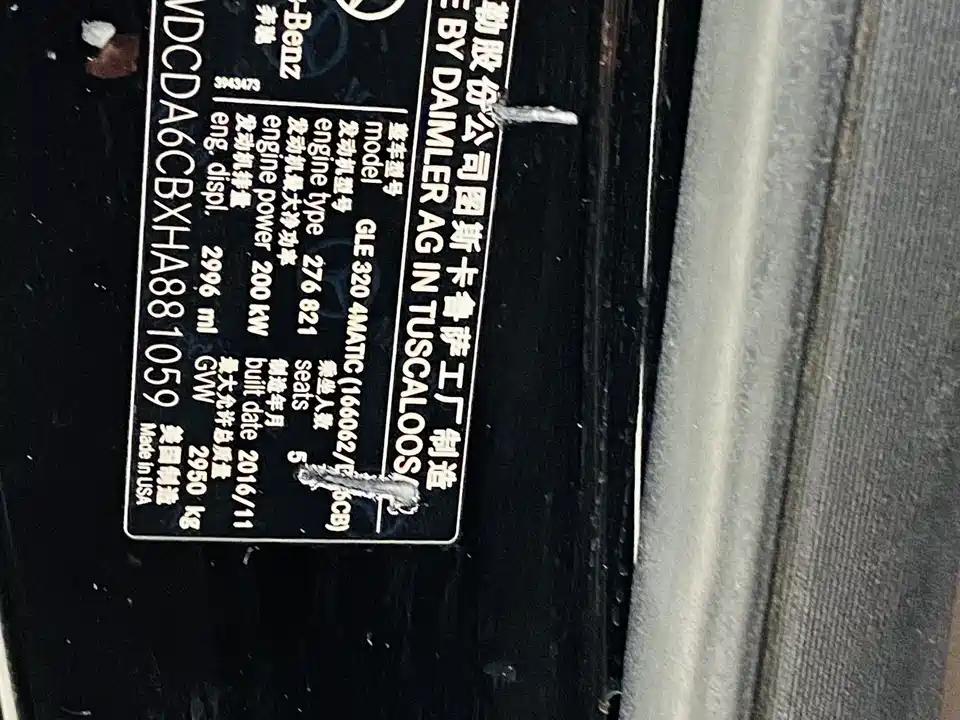 勒股份公司图斯卡鲁萨工厂制造
E BY DAIMLER AG IN TUSCALOOS
整车型号
model GLE 320 4MATIC (166062/
6CB)
发动机型号
engine type 276 821
乘坐人数
seats 5
发动机最大净功率
engine power 200 kW
制造年月
built date 2016/11
发动机排量
eng. displ. 2996 ml
最大允许总质量
GVW 2950 kg
-Benz
奔驰
3943473
WDCDA6CBXHA881059
美国制造
Made in USA